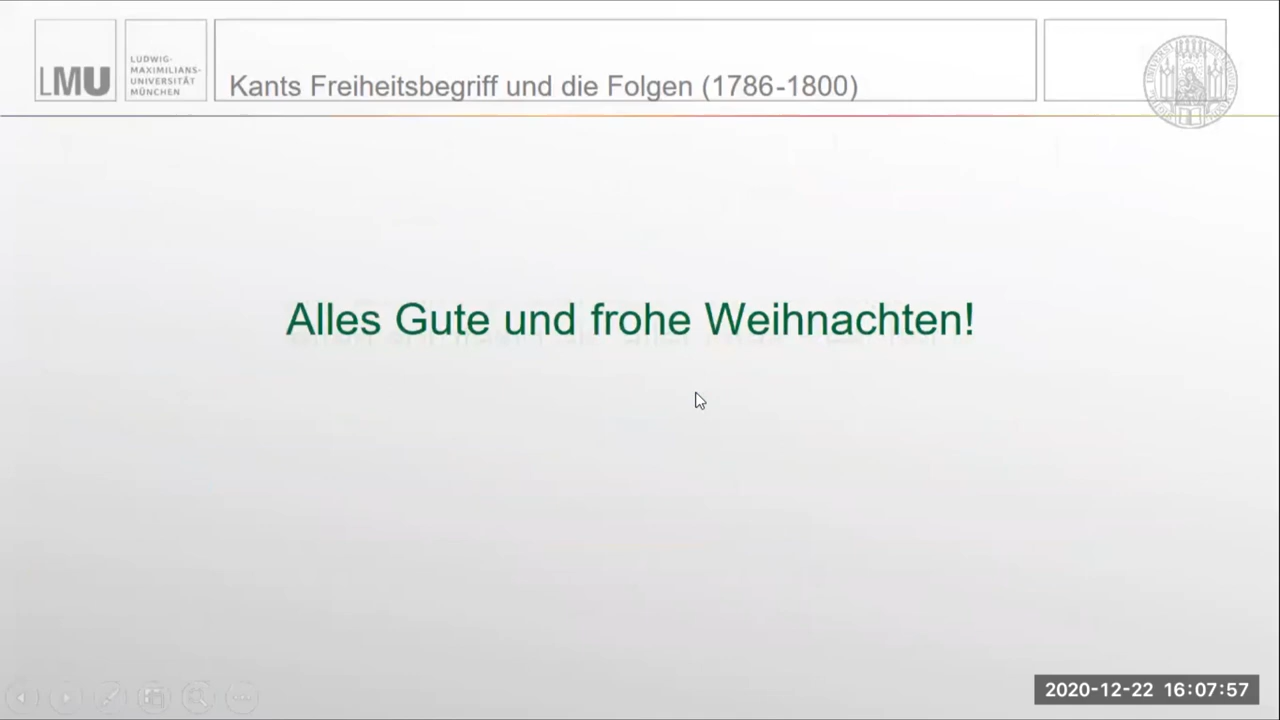 LMU
LUDWIG-
MAXIMILIANS-
UNIVERSITÄT
MÜNCHEN
Kants Freiheitsbegriff und die Folgen (1786-1800)
Alles Gute und frohe Weihnachten!
2020-12-22 16:07:57